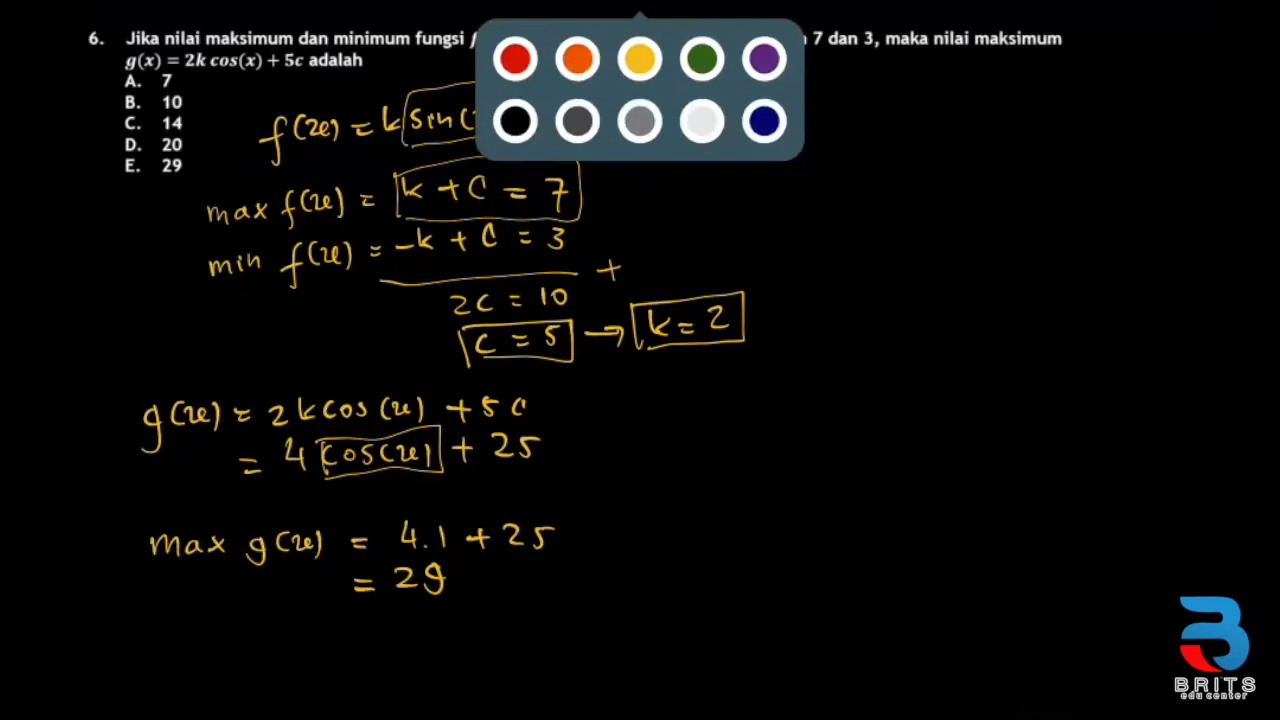 6. Jika nilai maksimum dan minimum fungsi 7 dan 3, maka nilai maksimum
g(x) = 2k cos(x) + 5c adalah
A. 7
B. 10
C. 14
D. 20
E. 29
f(x) = k sin(
max f(x) = k + c = 7
min f(x) = -k + c = 3
+
2c = 10
c = 5 → k = 2
g(x) = 2k cos(x) + 5c
= 4 cos(x) + 25
max g(x) = 4.1 + 25
= 29
BRITS
edu center